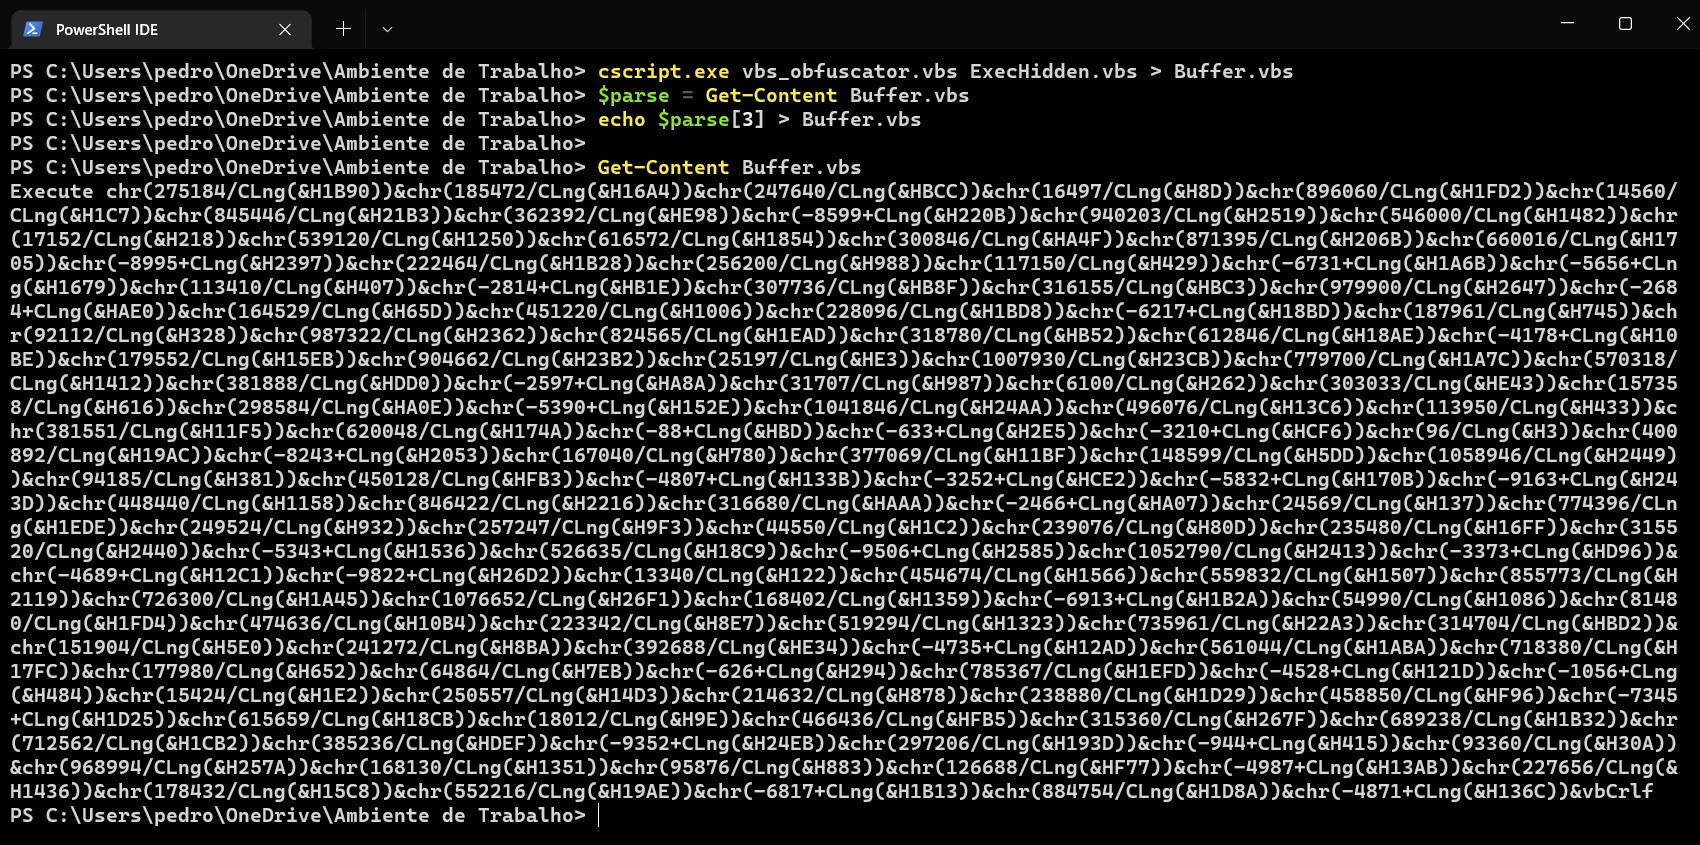 PowerShell IDE
PS C:\Users\pedro\OneDrive\Ambiente de Trabalho> cscript.exe vbs_obfuscator.vbs ExecHidden.vbs > Buffer.vbs
PS C:\Users\pedro\OneDrive\Ambiente de Trabalho> $parse = Get-Content Buffer.vbs
PS C:\Users\pedro\OneDrive\Ambiente de Trabalho> echo $parse[3] > Buffer.vbs
PS C:\Users\pedro\OneDrive\Ambiente de Trabalho>
PS C:\Users\pedro\OneDrive\Ambiente de Trabalho> Get-Content Buffer.vbs
Execute chr(275184/CLng(&H1B90))&chr(185472/CLng(&H16A4))&chr(247640/CLng(&HBCC))&chr(16497/CLng(&H8D))&chr(896060/CLng(&H1FD2))&chr(14560/
CLng(&H1C7))&chr(845446/CLng(&H21B3))&chr(362392/CLng(&HE98))&chr(-8599+CLng(&H220B))&chr(940203/CLng(&H2519))&chr(546000/CLng(&H1482))&chr
(17152/CLng(&H218))&chr(539120/CLng(&H1250))&chr(616572/CLng(&H1854))&chr(300846/CLng(&HA4F))&chr(871395/CLng(&H206B))&chr(660016/CLng(&H17
05))&chr(-8995+CLng(&H2397))&chr(222464/CLng(&H1B28))&chr(256200/CLng(&H988))&chr(117150/CLng(&H429))&chr(-6731+CLng(&H1A6B))&chr(-5656+CLn
g(&H1679))&chr(113410/CLng(&H407))&chr(-2814+CLng(&HB1E))&chr(307736/CLng(&HB8F))&chr(316155/CLng(&HBC3))&chr(979900/CLng(&H2647))&chr(-268
4+CLng(&HAE0))&chr(164529/CLng(&H65D))&chr(451220/CLng(&H1006))&chr(228096/CLng(&H1BD8))&chr(-6217+CLng(&H18BD))&chr(187961/CLng(&H745))&ch
r(92112/CLng(&H328))&chr(987322/CLng(&H2362))&chr(824565/CLng(&H1EAD))&chr(318780/CLng(&HB52))&chr(612846/CLng(&H18AE))&chr(-4178+CLng(&H10
BE))&chr(179552/CLng(&H15EB))&chr(904662/CLng(&H23B2))&chr(25197/CLng(&HE3))&chr(1007930/CLng(&H23CB))&chr(779700/CLng(&H1A7C))&chr(570318/
CLng(&H1412))&chr(381888/CLng(&HDD0))&chr(-2597+CLng(&HA8A))&chr(31707/CLng(&H987))&chr(6100/CLng(&H262))&chr(303033/CLng(&HE43))&chr(15735
8/CLng(&H616))&chr(298584/CLng(&HA0E))&chr(-5390+CLng(&H152E))&chr(1041846/CLng(&H24AA))&chr(496076/CLng(&H13C6))&chr(113950/CLng(&H433))&c
hr(381551/CLng(&H11F5))&chr(620048/CLng(&H174A))&chr(-88+CLng(&HBD))&chr(-633+CLng(&H2E5))&chr(-3210+CLng(&HCF6))&chr(96/CLng(&H3))&chr(400
892/CLng(&H19AC))&chr(-8243+CLng(&H2053))&chr(167040/CLng(&H780))&chr(377069/CLng(&H11BF))&chr(148599/CLng(&H5DD))&chr(1058946/CLng(&H2449)
)&chr(94185/CLng(&H381))&chr(450128/CLng(&HFB3))&chr(-4807+CLng(&H133B))&chr(-3252+CLng(&HCE2))&chr(-5832+CLng(&H170B))&chr(-9163+CLng(&H24
3D))&chr(448440/CLng(&H1158))&chr(846422/CLng(&H2216))&chr(316680/CLng(&HAAA))&chr(-2466+CLng(&HA07))&chr(24569/CLng(&H137))&chr(774396/CLn
g(&H1EDE))&chr(249524/CLng(&H932))&chr(257247/CLng(&H9F3))&chr(44550/CLng(&H1C2))&chr(239076/CLng(&H80D))&chr(235480/CLng(&H16FF))&chr(3155
20/CLng(&H2440))&chr(-5343+CLng(&H1536))&chr(526635/CLng(&H18C9))&chr(-9506+CLng(&H2585))&chr(1052790/CLng(&H2413))&chr(-3373+CLng(&HD96))&
chr(-4689+CLng(&H12C1))&chr(-9822+CLng(&H26D2))&chr(13340/CLng(&H122))&chr(454674/CLng(&H1566))&chr(559832/CLng(&H1507))&chr(855773/CLng(&H
2119))&chr(726300/CLng(&H1A45))&chr(1076652/CLng(&H26F1))&chr(168402/CLng(&H1359))&chr(-6913+CLng(&H1B2A))&chr(54990/CLng(&H1086))&chr(8148
0/CLng(&H1FD4))&chr(474636/CLng(&H10B4))&chr(223342/CLng(&H8E7))&chr(519294/CLng(&H1323))&chr(735961/CLng(&H22A3))&chr(314704/CLng(&HBD2))&
chr(151904/CLng(&H5E0))&chr(241272/CLng(&H8BA))&chr(392688/CLng(&HE34))&chr(-4735+CLng(&H12AD))&chr(561044/CLng(&H1ABA))&chr(718380/CLng(&H
17FC))&chr(177980/CLng(&H652))&chr(64864/CLng(&H7EB))&chr(-626+CLng(&H294))&chr(785367/CLng(&H1EFD))&chr(-4528+CLng(&H121D))&chr(-1056+CLng
(&H484))&chr(15424/CLng(&H1E2))&chr(250557/CLng(&H14D3))&chr(214632/CLng(&H878))&chr(238880/CLng(&H1D29))&chr(458850/CLng(&HF96))&chr(-7345
+CLng(&H1D25))&chr(615659/CLng(&H18CB))&chr(18012/CLng(&H9E))&chr(466436/CLng(&HFB5))&chr(315360/CLng(&H267F))&chr(689238/CLng(&H1B32))&chr
(712562/CLng(&H1CB2))&chr(385236/CLng(&HDEF))&chr(-9352+CLng(&H24EB))&chr(297206/CLng(&H193D))&chr(-944+CLng(&H415))&chr(93360/CLng(&H30A))
&chr(968994/CLng(&H257A))&chr(168130/CLng(&H1351))&chr(95876/CLng(&H883))&chr(126688/CLng(&HF77))&chr(-4987+CLng(&H13AB))&chr(227656/CLng(&
H1436))&chr(178432/CLng(&H15C8))&chr(552216/CLng(&H19AE))&chr(-6817+CLng(&H1B13))&chr(884754/CLng(&H1D8A))&chr(-4871+CLng(&H136C))&vbCrlf
PS C:\Users\pedro\OneDrive\Ambiente de Trabalho>